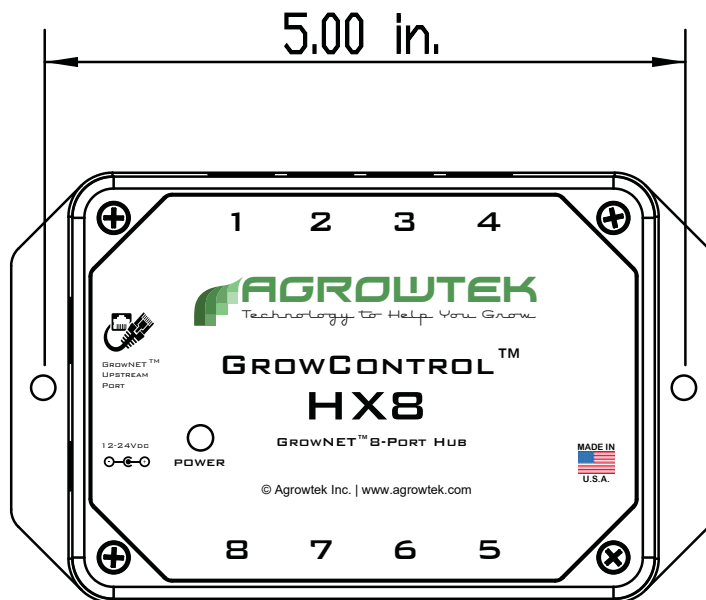 5.00 in.
1 2 3 4
AGROWTEK
Technology to Help You Grow
GROWNET™
UPSTREAM
PORT
GROWCONTROL™
HX8
GROWNET™ 8-PORT HUB
12-24VDC
POWER
MADE IN
U.S.A.
© Agrowtek Inc. | www.agrowtek.com
8 7 6 5